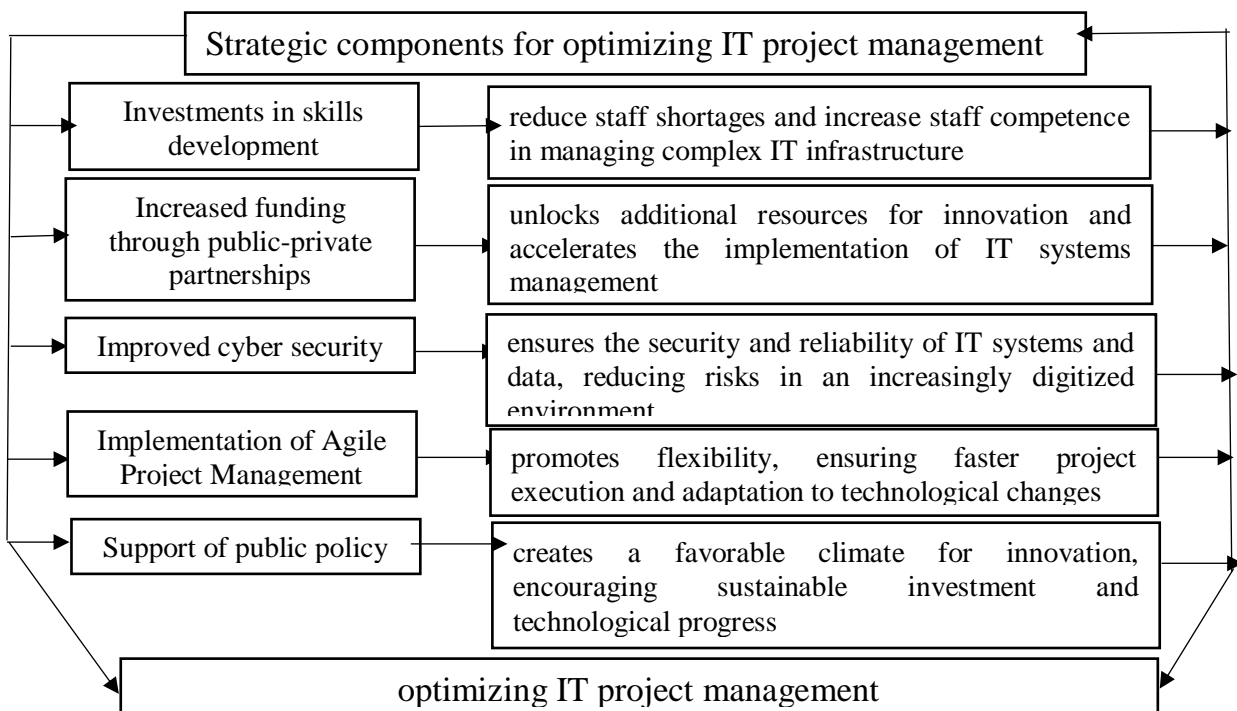 Strategic components for optimizing IT project management
Investments in skills
development
reduce staff shortages and increase staff competence
in managing complex IT infrastructure
Increased funding
through public-private
partnerships
unlocks additional resources for innovation and
accelerates the implementation of IT systems
management
Improved cyber security
ensures the security and reliability of IT systems and
data, reducing risks in an increasingly digitized
environment
Implementation of Agile
Project Management
promotes flexibility, ensuring faster project
execution and adaptation to technological changes
Support of public policy
creates a favorable climate for innovation,
encouraging sustainable investment and
technological progress
optimizing IT project management